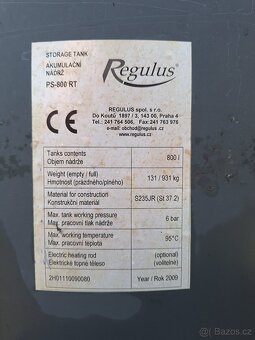 STORAGE TANK
AKUMULAČNÍ
NÁDRŽ
PS-800 RT
Regulus
REGULUS spol. s r.o.
Do Koutů 1897 / 3, 143 00, Praha 4
Tel.: 241 764 506, Fax: 241 763 976
e-mail: obchod@regulus.cz
www.regulus.cz
CE
Tanks contents
Objem nádrže
800 l
Weight (empty / full)
Hmotnost (prázdného/plného)
131 / 931 kg
Material for construction
Konstrukční materiál
S235JR (St 37.2)
Max. tank working pressure
Max. pracovní tlak nádrže
6 bar
Max. working temperature
Max. pracovní teplota
95°C
Electric heating rod
Elektrické topné těleso
(optional)
(volitelné)
2H01110090080
Year / Rok 2009
Sbazoš.cz